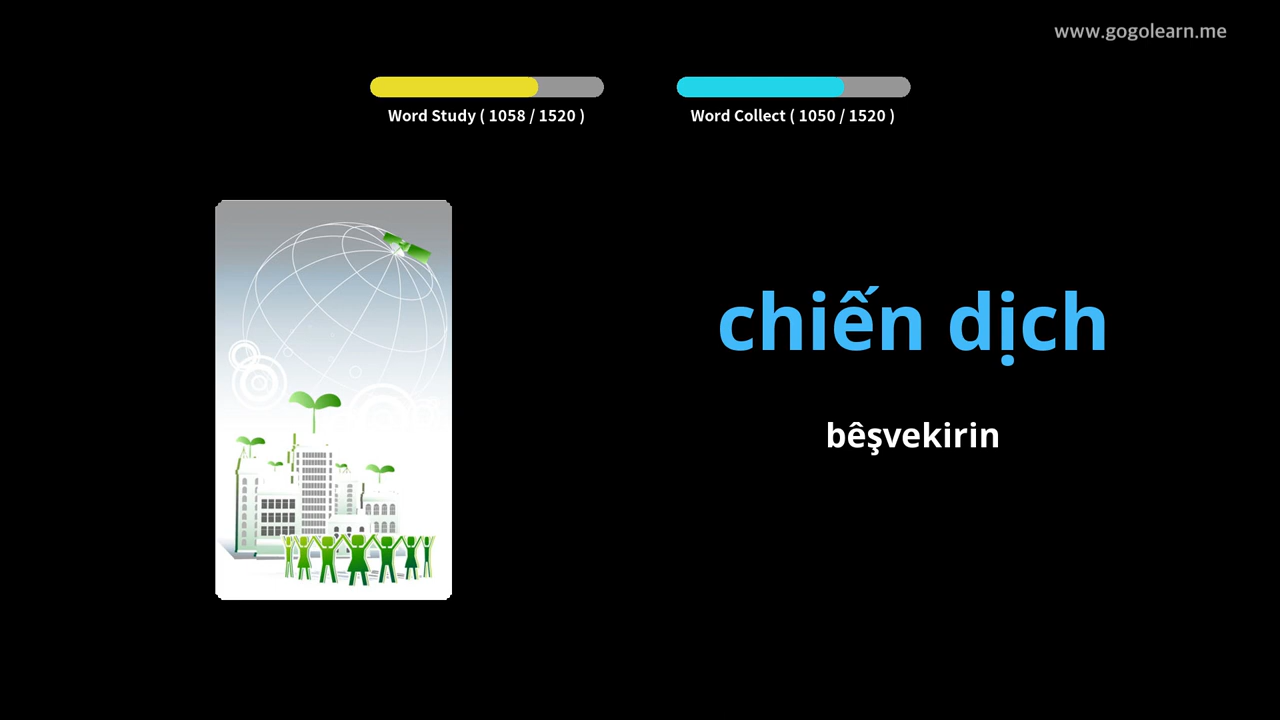 www.gogolearn.me
Word Study ( 1058 / 1520 )
Word Collect ( 1050 / 1520 )
chiến dịch
bêşvekirin